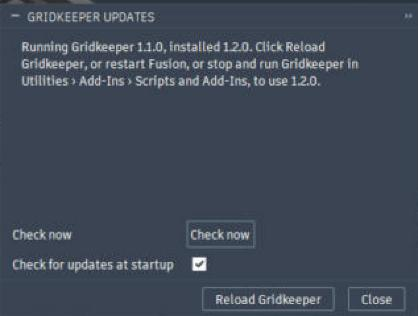 GRIDKEEPER UPDATES
Running Gridkeeper 1.1.0, installed 1.2.0. Click Reload
Gridkeeper, or restart Fusion, or stop and run Gridkeeper in
Utilities › Add-Ins › Scripts and Add-Ins, to use 1.2.0.
Check now Check now
Check for updates at startup
Reload Gridkeeper Close